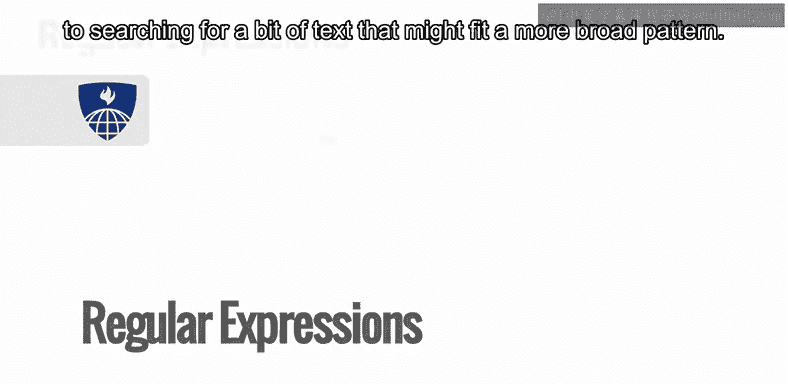 to searching for a bit of text that might fit a more broad pattern.
Regular Expressions